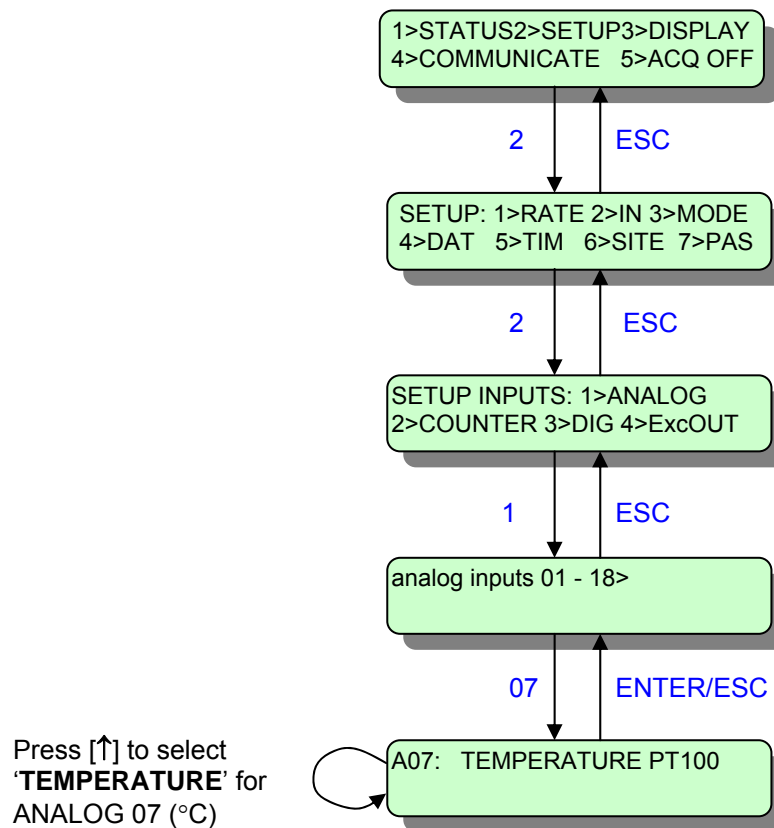 1>STATUS2>SETUP3>DISPLAY
4>COMMUNICATE 5>ACQ OFF
2 ESC
SETUP: 1>RATE 2>IN 3>MODE
4>DAT 5>TIM 6>SITE 7>PAS
2 ESC
SETUP INPUTS: 1>ANALOG
2>COUNTER 3>DIG 4>ExcOUT
1 ESC
analog inputs 01 - 18>
07 ENTER/ESC
A07: TEMPERATURE PT100
Press [↑] to select
‘TEMPERATURE’ for
ANALOG 07 (°C)